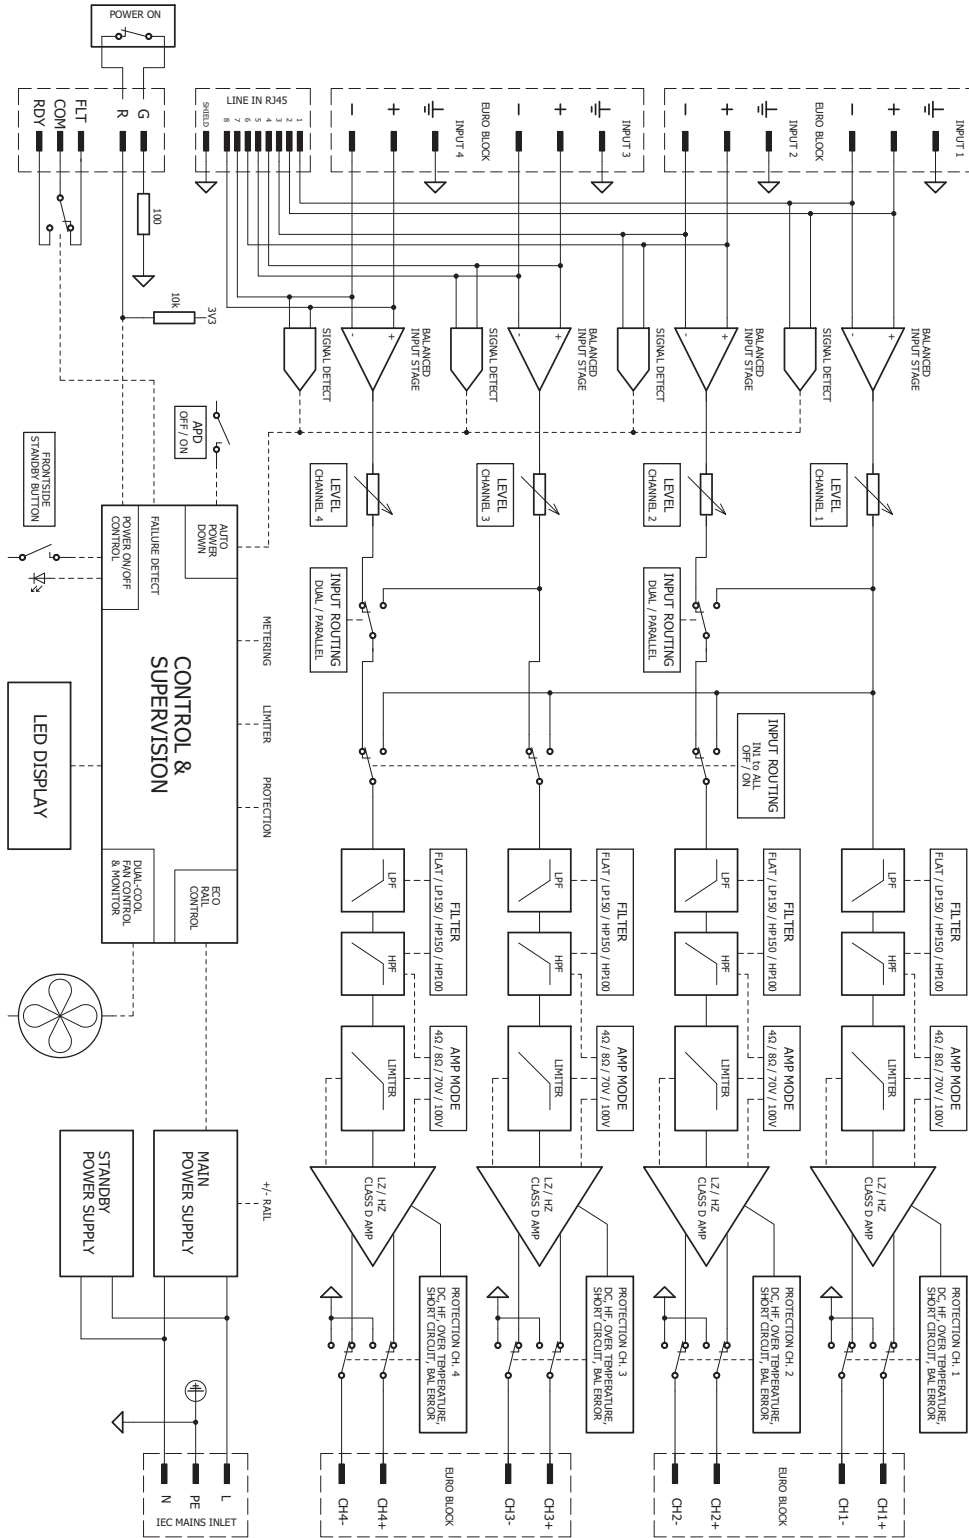 POWER ON
RDY
COM
FLT
R
G
SHIELD
LINE IN RJ45
8
7
6
5
4
3
2
1
-
+
INPUT 4
EURO BLOCK
-
+
INPUT 3
-
+
INPUT 2
EURO BLOCK
-
+
INPUT 1
100
10k
3V3
SIGNAL DETECT
-
+
BALANCED
INPUT STAGE
SIGNAL DETECT
-
+
BALANCED
INPUT STAGE
SIGNAL DETECT
-
+
BALANCED
INPUT STAGE
SIGNAL DETECT
-
+
BALANCED
INPUT STAGE
APD
OFF / ON
FRONTSIDE
STANDBY BUTTON
LEVEL
CHANNEL 4
LEVEL
CHANNEL 3
LEVEL
CHANNEL 2
LEVEL
CHANNEL 1
POWER ON/OFF
CONTROL
FAILURE DETECT
AUTO
POWER
DOWN
CONTROL &
SUPERVISION
METERING
LIMITER
PROTECTION
LED DISPLAY
DUAL-COOL
FAN CONTROL
& MONITOR
ECO
RAIL
CONTROL
INPUT ROUTING
DUAL / PARALLEL
INPUT ROUTING
DUAL / PARALLEL
INPUT ROUTING
IN1 to ALL
OFF / ON
LPF
HPF
FILTER
FLAT / LP150 / HP150 / HP100
LPF
HPF
FILTER
FLAT / LP150 / HP150 / HP100
LPF
HPF
FILTER
FLAT / LP150 / HP150 / HP100
LPF
HPF
FILTER
FLAT / LP150 / HP150 / HP100
LIMITER
AMP MODE
4Ω / 8Ω / 70V / 100V
LIMITER
AMP MODE
4Ω / 8Ω / 70V / 100V
LIMITER
AMP MODE
4Ω / 8Ω / 70V / 100V
LIMITER
AMP MODE
4Ω / 8Ω / 70V / 100V
STANDBY
POWER SUPPLY
MAIN
POWER SUPPLY
+/- RAIL
LZ / HZ
CLASS D AMP
LZ / HZ
CLASS D AMP
LZ / HZ
CLASS D AMP
LZ / HZ
CLASS D AMP
PROTECTION CH. 4
DC, HF, OVER TEMPERATURE,
SHORT CIRCUIT, BAL ERROR
PROTECTION CH. 3
DC, HF, OVER TEMPERATURE,
SHORT CIRCUIT, BAL ERROR
PROTECTION CH. 2
DC, HF, OVER TEMPERATURE,
SHORT CIRCUIT, BAL ERROR
PROTECTION CH. 1
DC, HF, OVER TEMPERATURE,
SHORT CIRCUIT, BAL ERROR
N
PE
L
IEC MAINS INLET
CH4-
CH4+
EURO BLOCK
CH3-
CH3+
CH2-
CH2+
EURO BLOCK
CH1-
CH1+